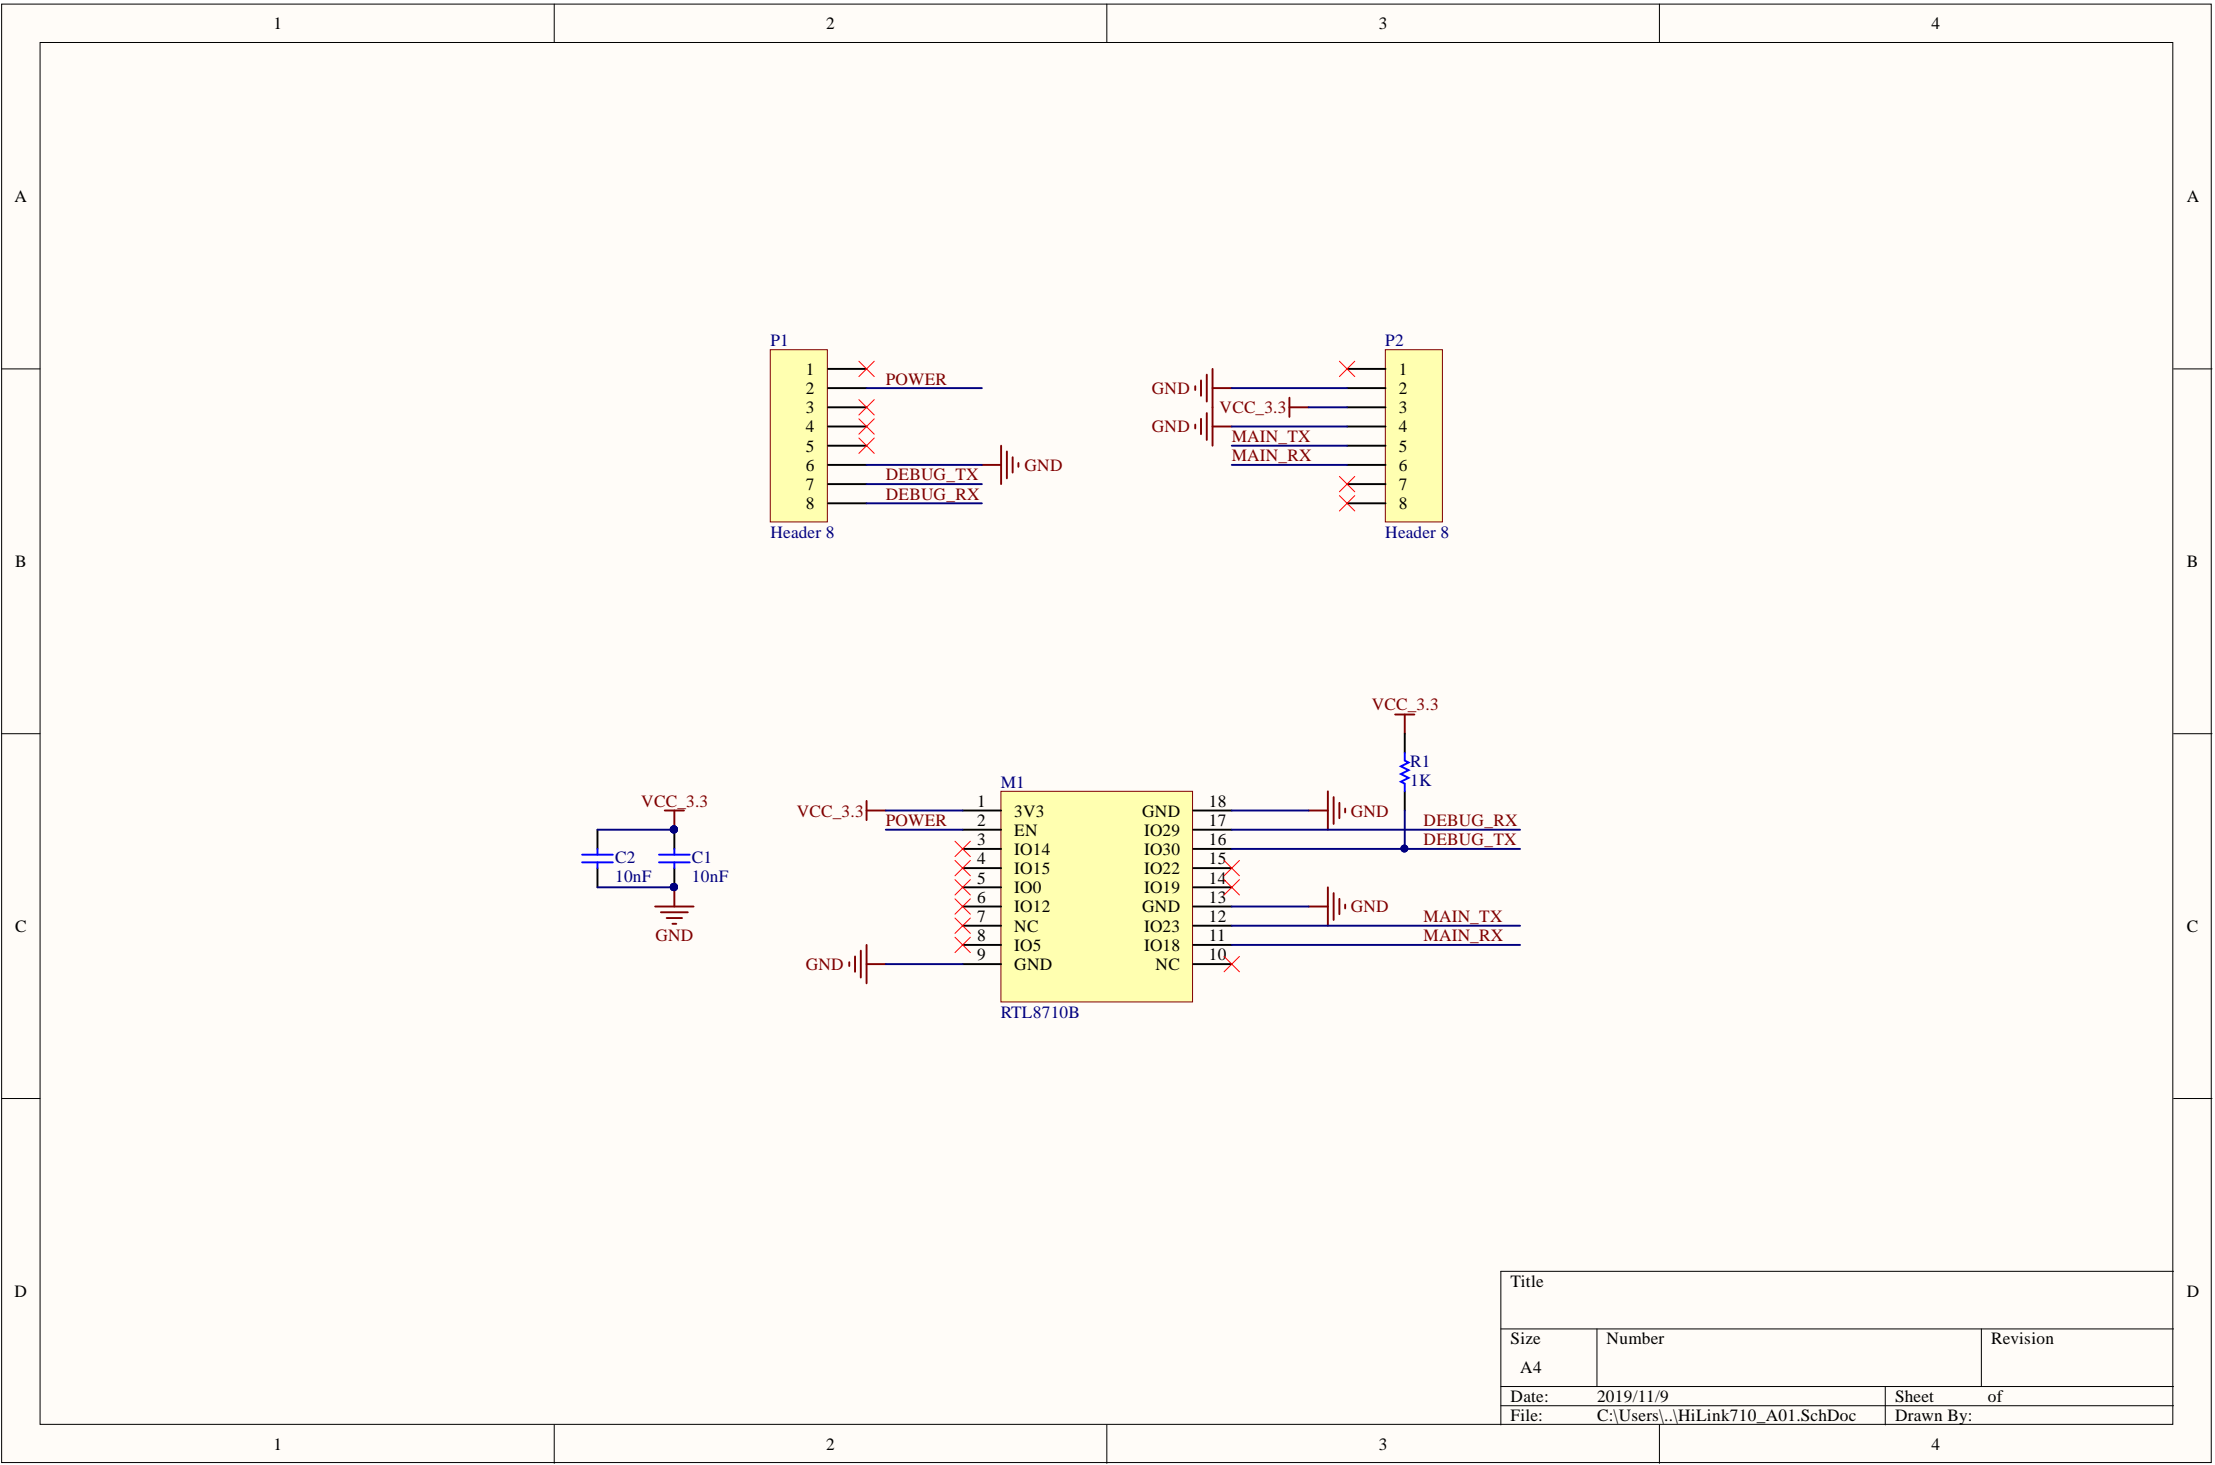 1 2 3 4
A A
P1 P2
1 1
2 POWER GND 2
3 VCC_3.3 3
4 GND 4
5 MAIN_TX 5
6 GND MAIN_RX 6
7 DEBUG_TX 7
8 DEBUG_RX 8
Header 8 Header 8
B B
VCC_3.3
R1
1K
M1
VCC_3.3
C2 C1
10nF 10nF
GND
VCC_3.3 1 3V3 GND 18 GND
POWER 2 EN IO29 17 DEBUG_RX
3 IO14 IO30 16 DEBUG_TX
4 IO15 IO22 15
5 IO0 IO19 14
6 IO12 GND 13 GND
7 NC IO23 12 MAIN_TX
8 IO5 IO18 11 MAIN_RX
GND 9 GND NC 10
RTL8710B
C C
D D
Title
Size Number Revision
A4
Date: 2019/11/9 Sheet of
File: C:\Users\..\HiLink710_A01.SchDoc Drawn By:
1 2 3 4